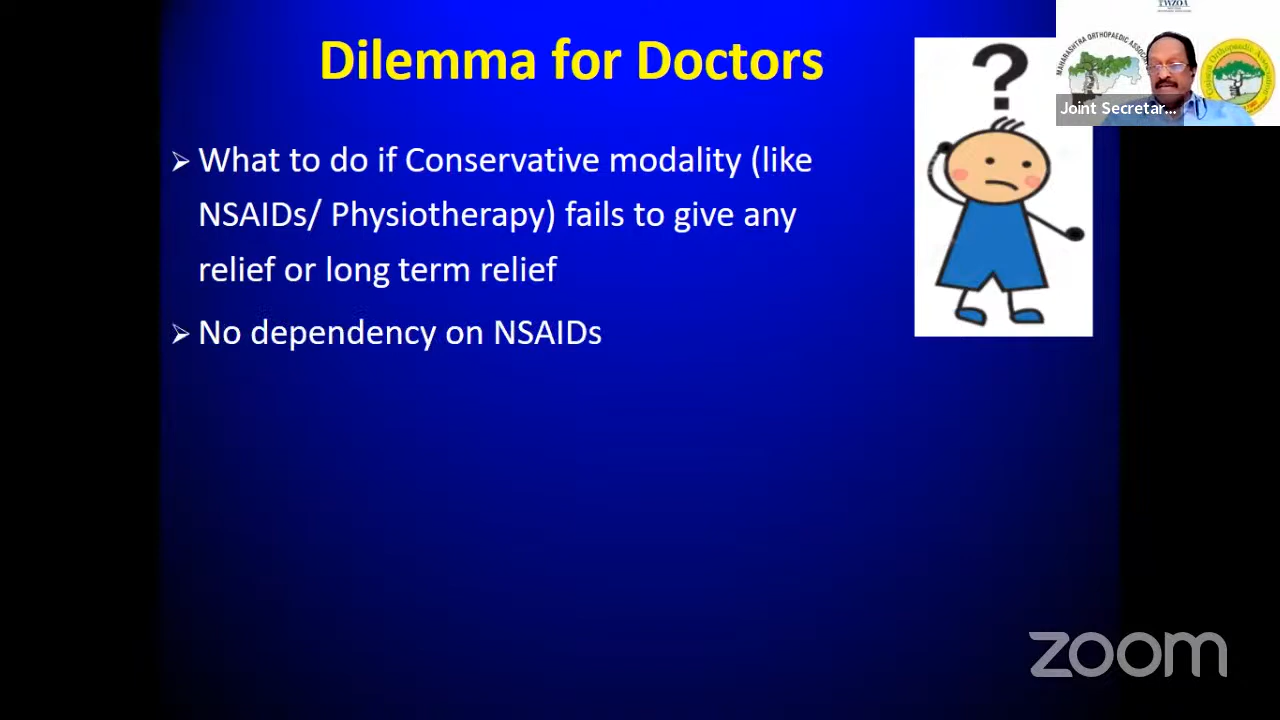 TWZOA
Dilemma for Doctors
?
MAHARASHTRA ORTHOPAEDIC ASSOC
Joint Secretar...
➢ What to do if Conservative modality (like
NSAIDs/ Physiotherapy) fails to give any
relief or long term relief
➢ No dependency on NSAIDs
zoom